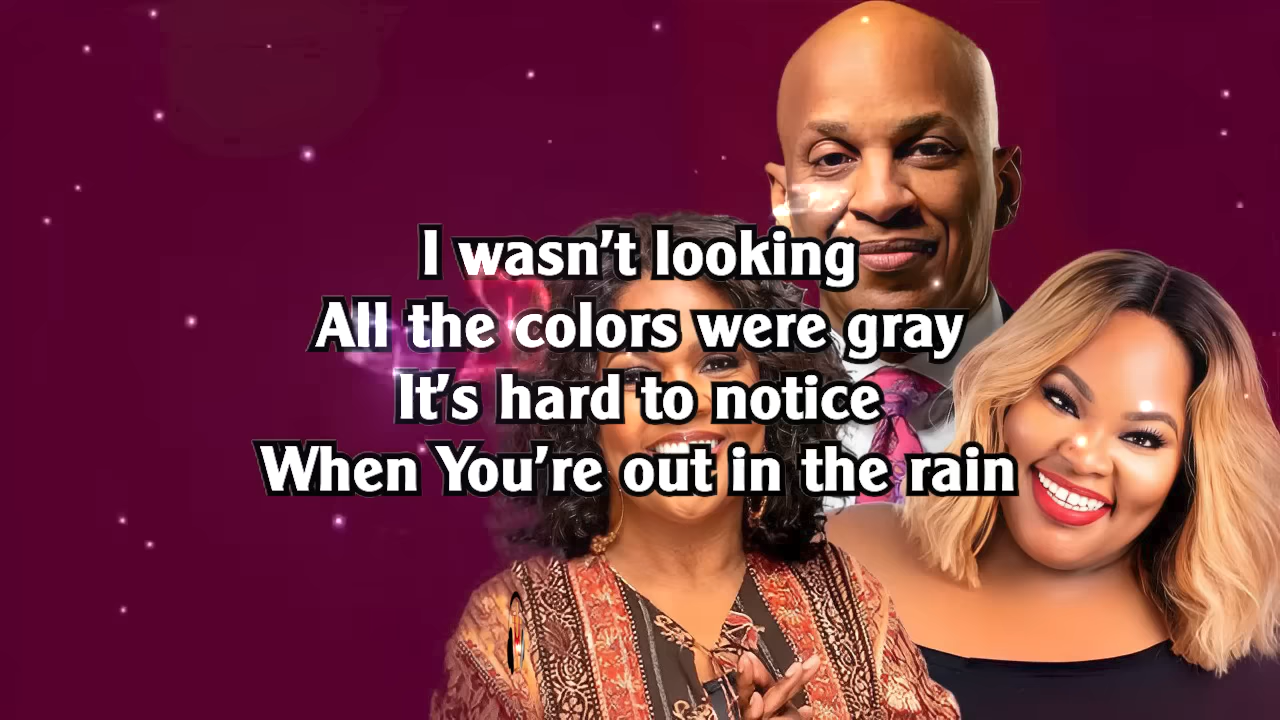 I wasn't looking
All the colors were gray
It's hard to notice
When You're out in the rain